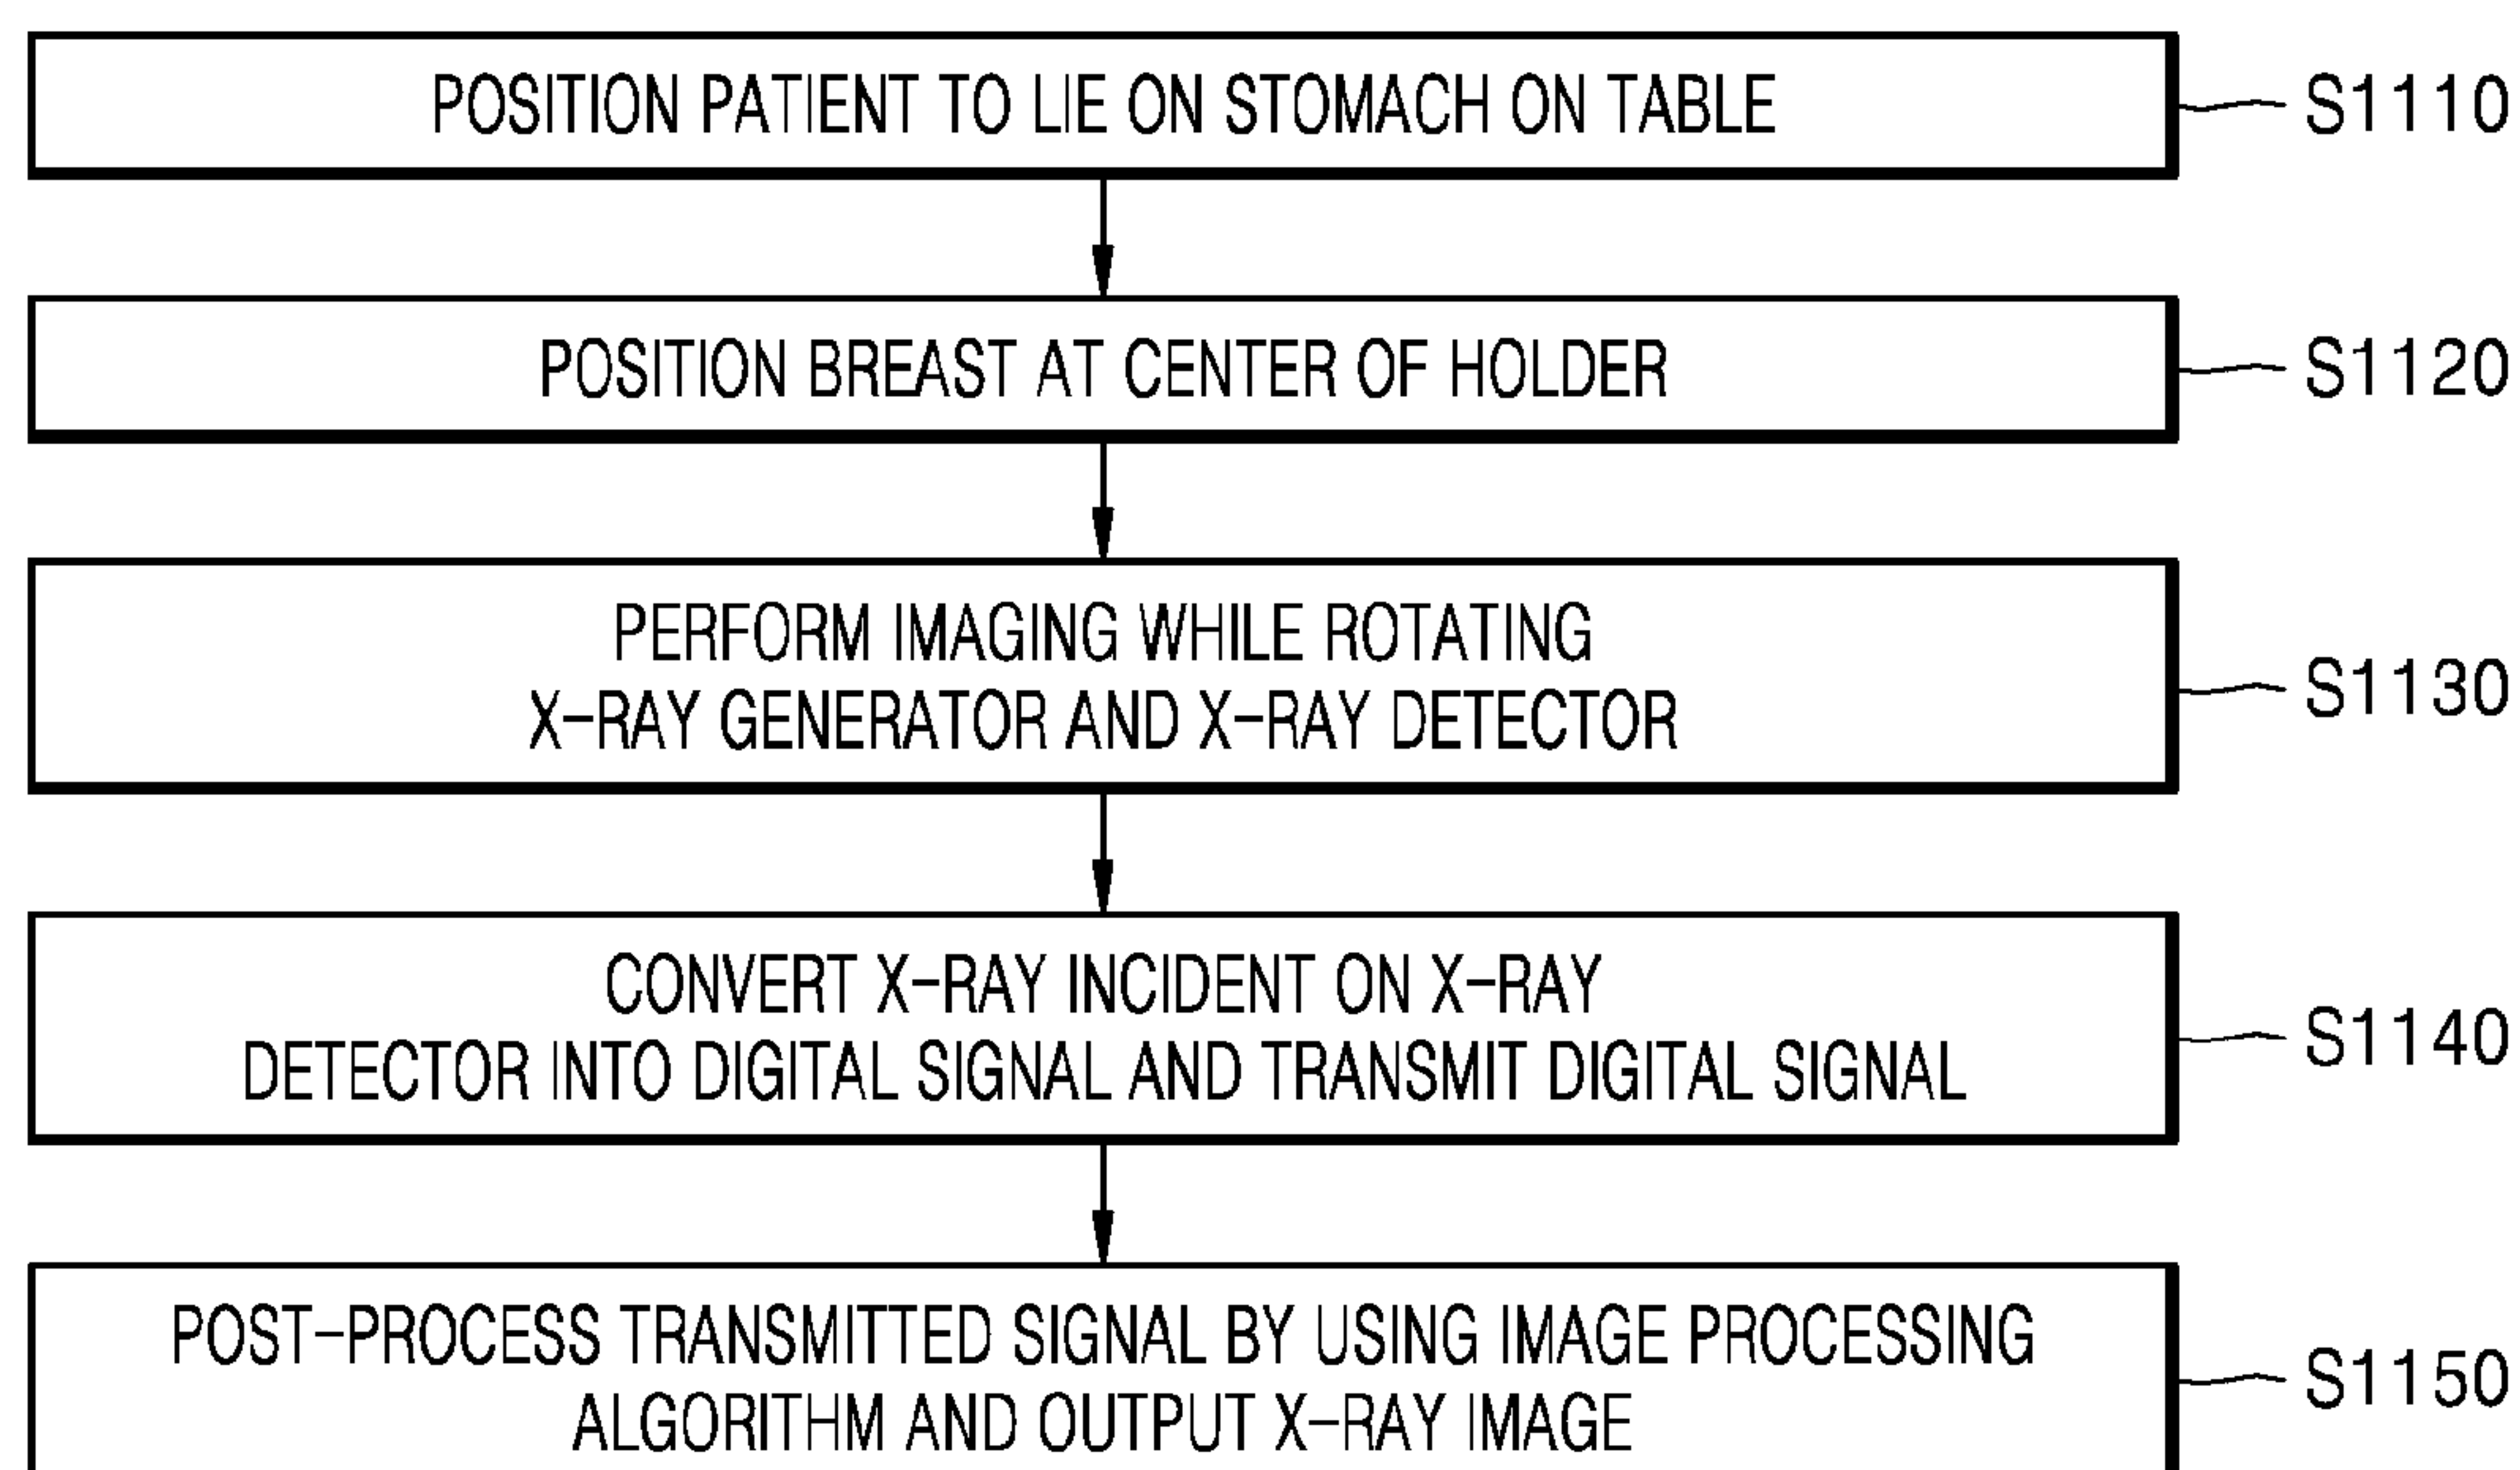 POSITION PATIENT TO LIE ON STOMACH ON TABLE
S1110
POSITION BREAST AT CENTER OF HOLDER
S1120
PERFORM IMAGING WHILE ROTATING
X-RAY GENERATOR AND X-RAY DETECTOR
S1130
CONVERT X-RAY INCIDENT ON X-RAY
DETECTOR INTO DIGITAL SIGNAL AND TRANSMIT DIGITAL SIGNAL
S1140
POST-PROCESS TRANSMITTED SIGNAL BY USING IMAGE PROCESSING
ALGORITHM AND OUTPUT X-RAY IMAGE
S1150